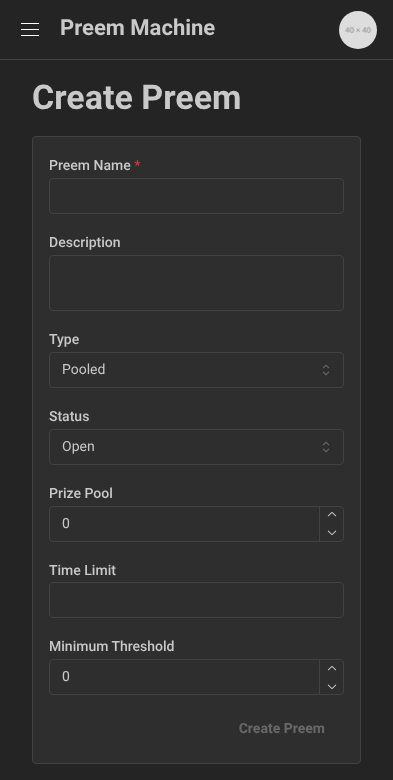 Preem Machine
40 × 40
Create Preem
Preem Name *
Description
Type
Pooled
Status
Open
Prize Pool
0
Time Limit
Minimum Threshold
0
Create Preem